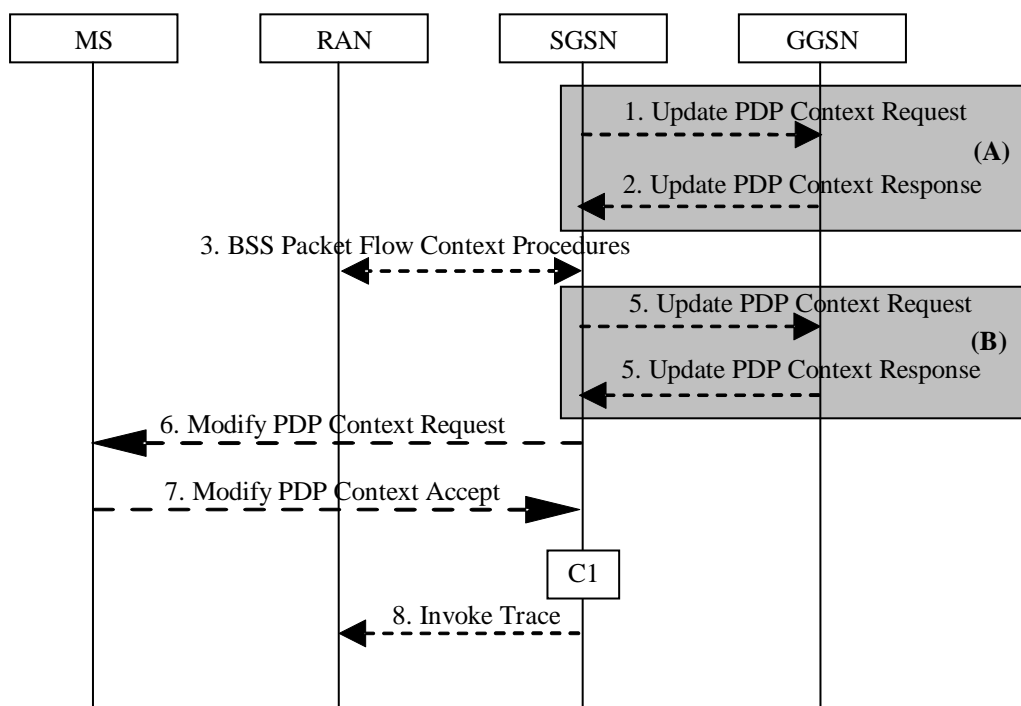 MS
RAN
SGSN
GGSN
1. Update PDP Context Request
(A)
2. Update PDP Context Response
3. BSS Packet Flow Context Procedures
5. Update PDP Context Request
(B)
5. Update PDP Context Response
6. Modify PDP Context Request
7. Modify PDP Context Accept
C1
8. Invoke Trace